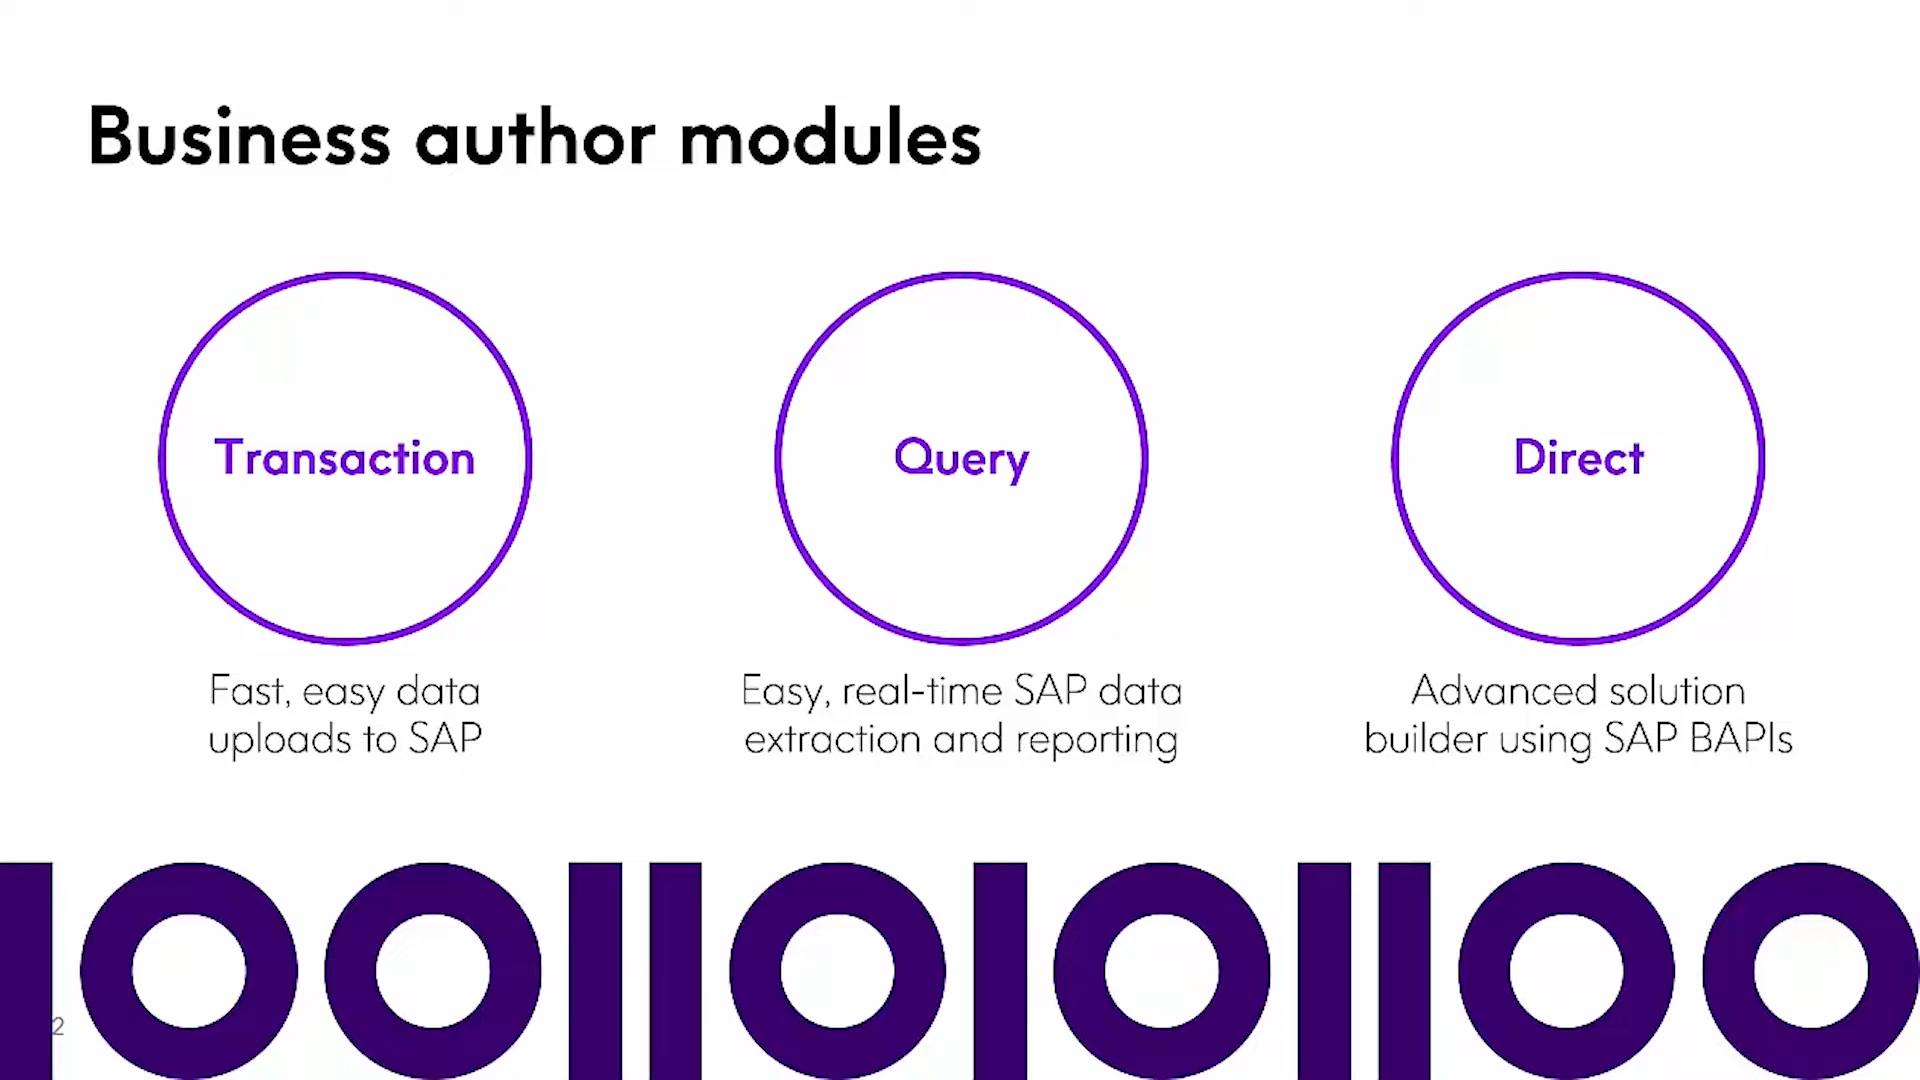 Business author modules
Transaction
Query
Direct
Fast, easy data
uploads to SAP
Easy, real-time SAP data
extraction and reporting
Advanced solution
builder using SAP BAPIs
2